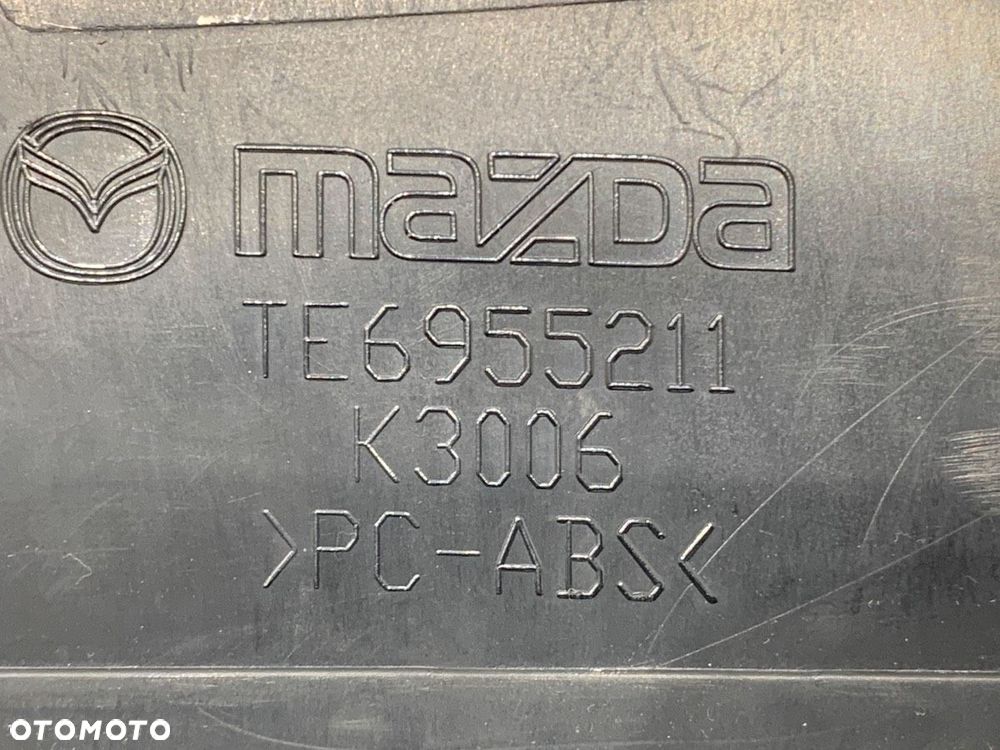 mazda
TE6955211
K3006
>PC-ABS<
OTOMOTO